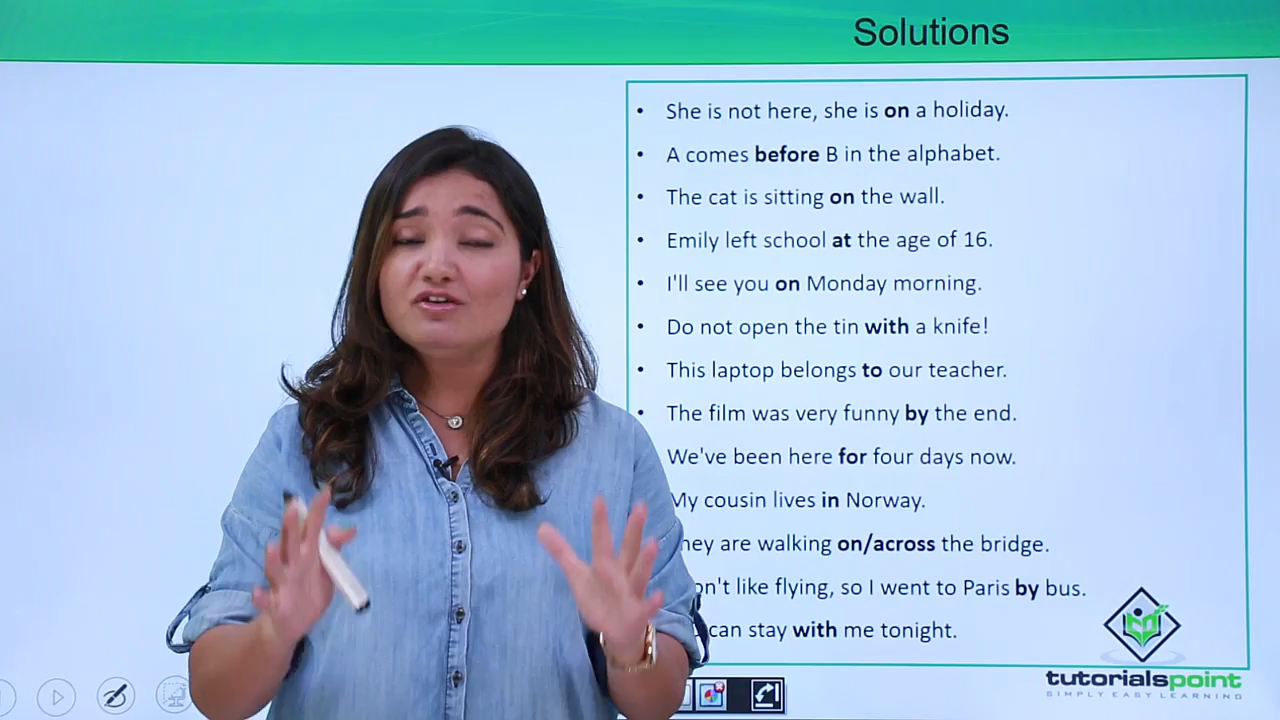 Solutions
• She is not here, she is on a holiday.
• A comes before B in the alphabet.
• The cat is sitting on the wall.
• Emily left school at the age of 16.
• I'll see you on Monday morning.
• Do not open the tin with a knife!
• This laptop belongs to our teacher.
• The film was very funny by the end.
We've been here for four days now.
My cousin lives in Norway.
hey are walking on/across the bridge.
on't like flying, so I went to Paris by bus.
can stay with me tonight.
tutorialspoint
SIMPLY EASY LEARNING